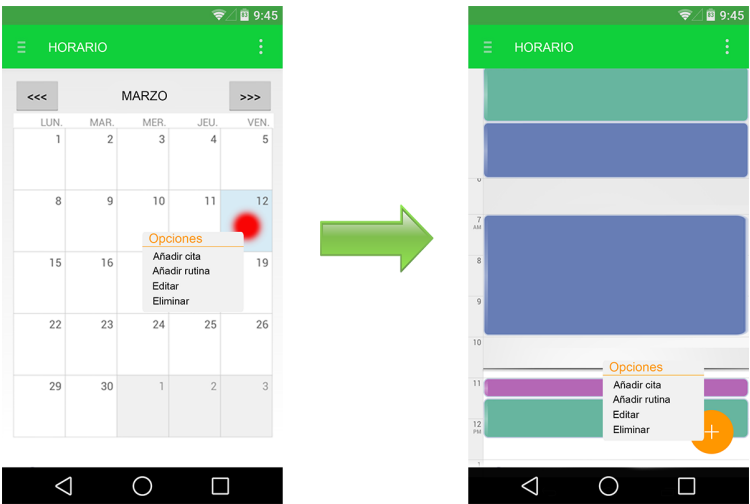 9:45
HORARIO
<<< MARZO >>>
LUN. MAR. MER. JEU. VEN.
1 2 3 4 5
8 9 10 11 12
Opciones
Añadir cita
Añadir rutina
Editar
Eliminar
15 16 19
22 23 24 25 26
29 30 1 2 3
9:45
HORARIO
7
AM
8
9
10
11
12
PM
Opciones
Añadir cita
Añadir rutina
Editar
Eliminar
+